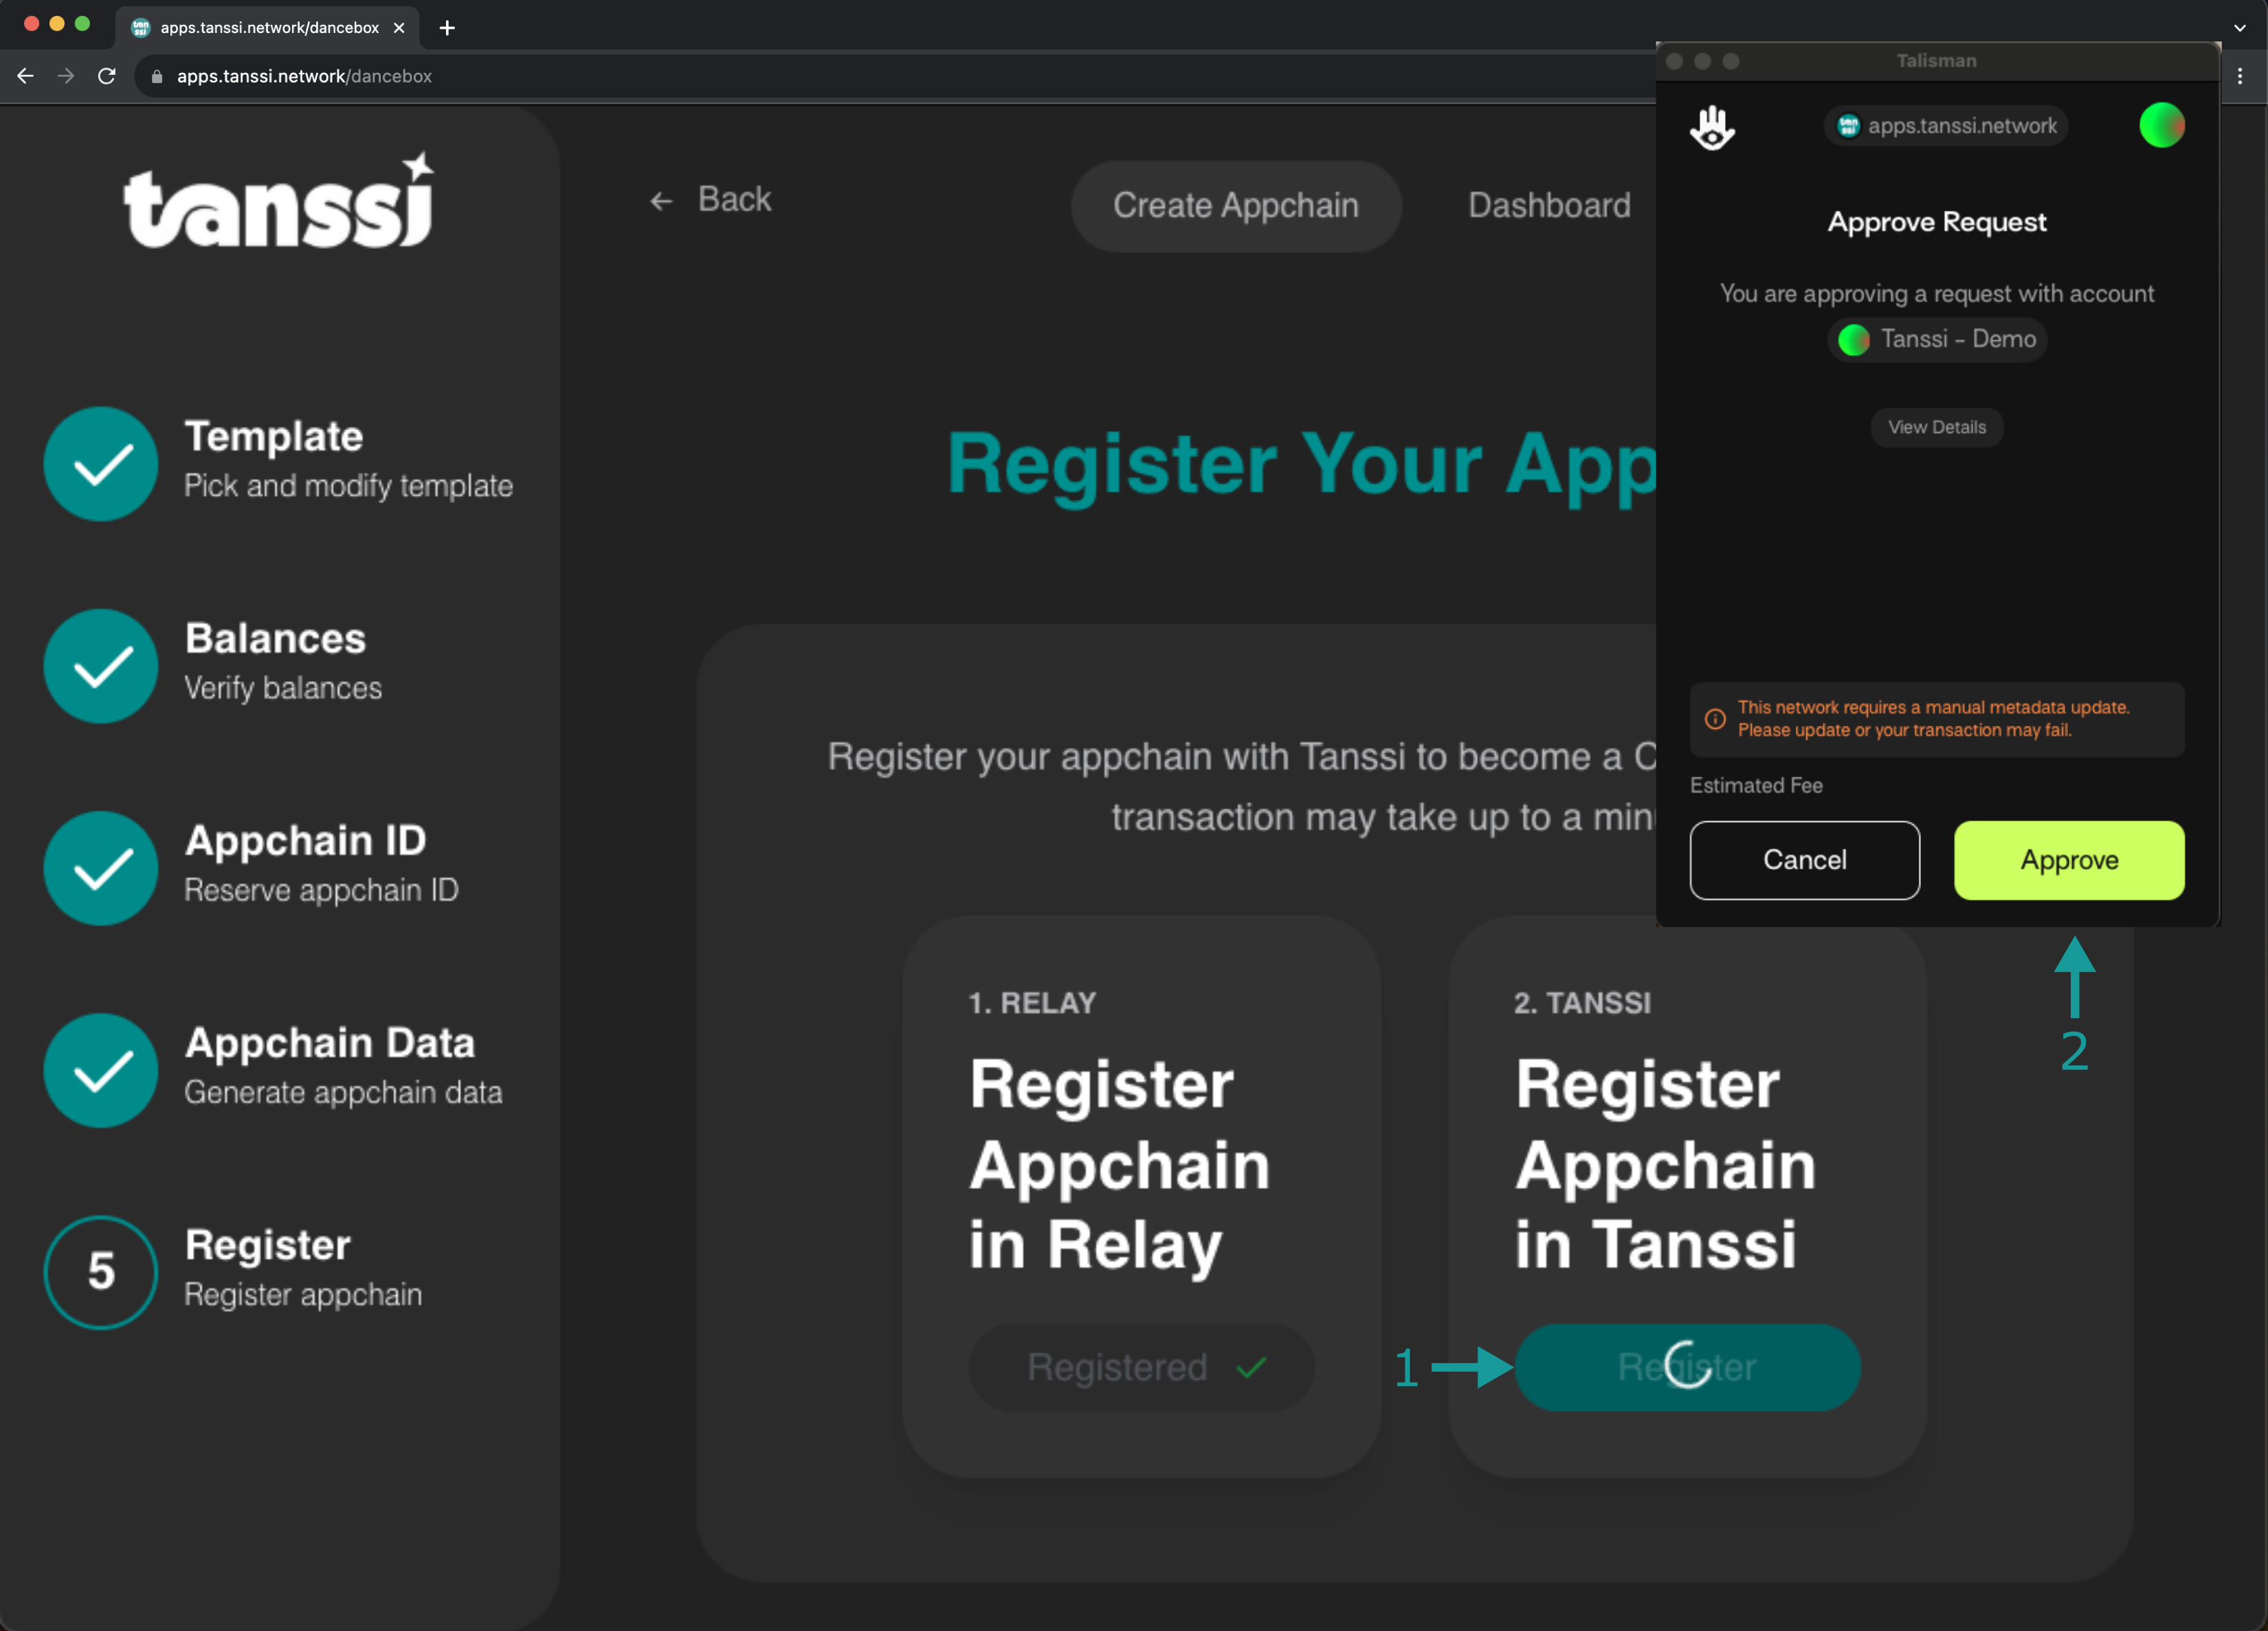 apps.tanssi.network/dancebox
apps.tanssi.network/dancebox
tanssi
Template
Pick and modify template
Balances
Verify balances
Appchain ID
Reserve appchain ID
Appchain Data
Generate appchain data
5
Register
Register appchain
Back
Create Appchain
Dashboard
Register Your App
Register your appchain with Tanssi to become a C
transaction may take up to a min
1. RELAY
Register
Appchain
in Relay
Registered
2. TANSSI
Register
Appchain
in Tanssi
1
Register
Talisman
apps.tanssi.network
Approve Request
You are approving a request with account
Tanssi - Demo
View Details
This network requires a manual metadata update.
Please update or your transaction may fail.
Estimated Fee
Cancel
Approve
2